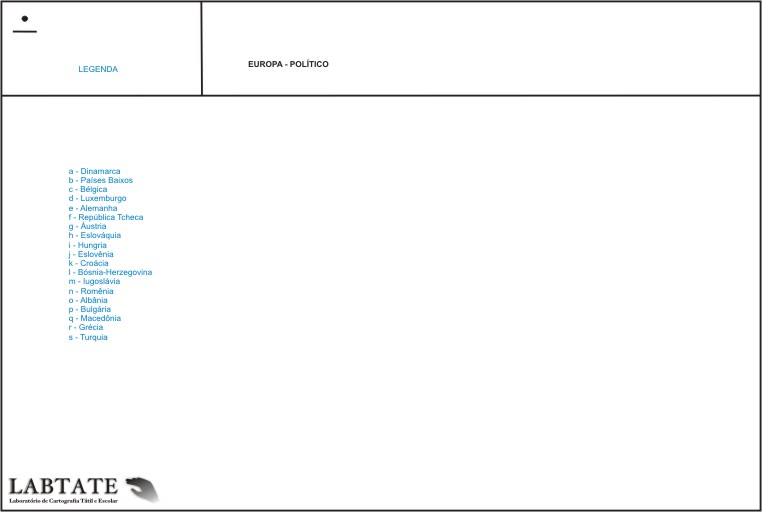 LEGENDA
EUROPA - POLÍTICO
a - Dinamarca
b - Países Baixos
c - Bélgica
d - Luxemburgo
e - Alemanha
f - República Tcheca
g - Áustria
h - Eslováquia
i - Hungria
j - Eslovênia
k - Croácia
l - Bósnia-Herzegovina
m - Iugoslávia
n - Romênia
o - Albânia
p - Bulgária
q - Macedônia
r - Grécia
s - Turquia
LABTATE
Laboratório de Cartografia Tátil e Escolar